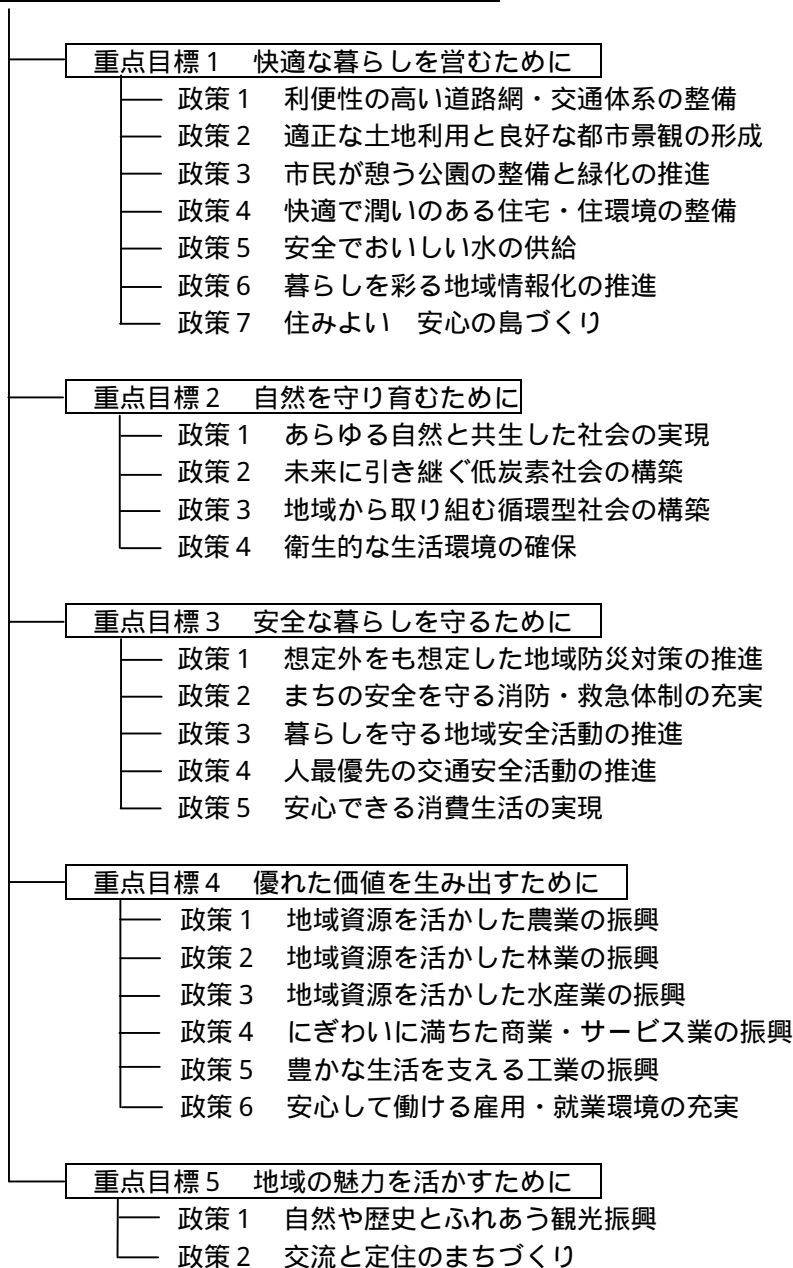 重点目標１　快適な暮らしを営むために
政策１　利便性の高い道路網・交通体系の整備
政策２　適正な土地利用と良好な都市景観の形成
政策３　市民が憩う公園の整備と緑化の推進
政策４　快適で潤いのある住宅・住環境の整備
政策５　安全でおいしい水の供給
政策６　暮らしを彩る地域情報化の推進
政策７　住みよい　安心の島づくり
重点目標２　自然を守り育むために
政策１　あらゆる自然と共生した社会の実現
政策２　未来に引き継ぐ低炭素社会の構築
政策３　地域から取り組む循環型社会の構築
政策４　衛生的な生活環境の確保
重点目標３　安全な暮らしを守るために
政策１　想定外をも想定した地域防災対策の推進
政策２　まちの安全を守る消防・救急体制の充実
政策３　暮らしを守る地域安全活動の推進
政策４　人最優先の交通安全活動の推進
政策５　安心できる消費生活の実現
重点目標４　優れた価値を生み出すために
政策１　地域資源を活かした農業の振興
政策２　地域資源を活かした林業の振興
政策３　地域資源を活かした水産業の振興
政策４　にぎわいに満ちた商業・サービス業の振興
政策５　豊かな生活を支える工業の振興
政策６　安心して働ける雇用・就業環境の充実
重点目標５　地域の魅力を活かすために
政策１　自然や歴史とふれあう観光振興
政策２　交流と定住のまちづくり